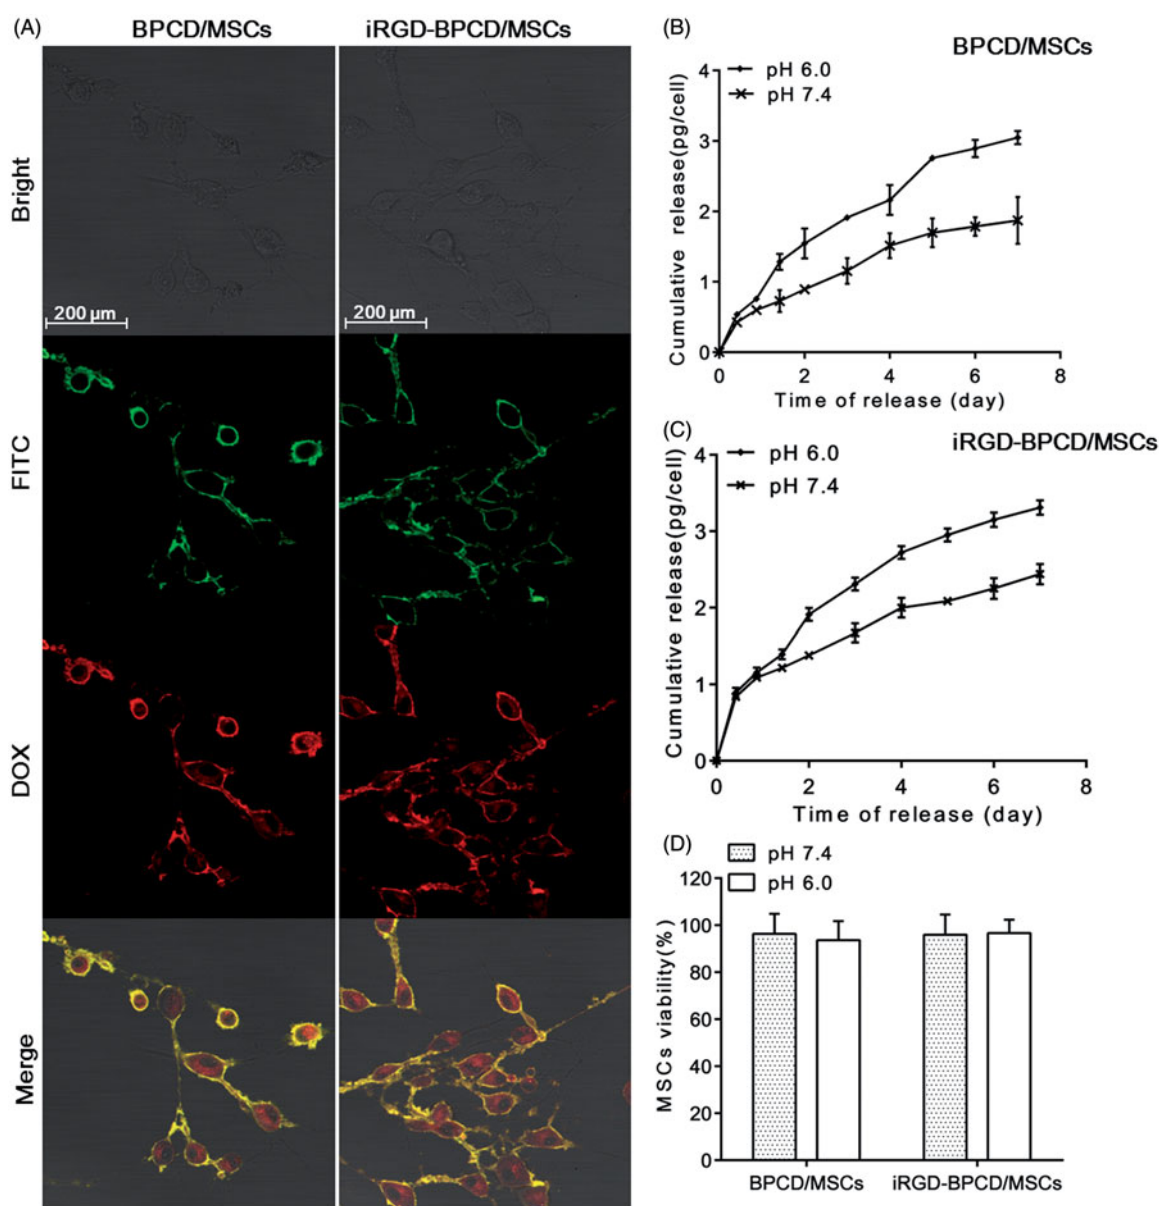 (A)
BPCD/MSCs
iRGD-BPCD/MSCs
Bright
200 µm
200 µm
FITC
DOX
Merge
(B)
BPCD/MSCs
pH 6.0
pH 7.4
Cumulative release(pg/cell)
4
3
2
1
0
0 2 4 6 8
Time of release (day)
(C)
iRGD-BPCD/MSCs
pH 6.0
pH 7.4
Cumulative release(pg/cell)
4
3
2
1
0
0 2 4 6 8
Time of release (day)
(D)
pH 7.4
pH 6.0
MSCs viability(%)
120
100
80
60
40
20
0
BPCD/MSCs
iRGD-BPCD/MSCs